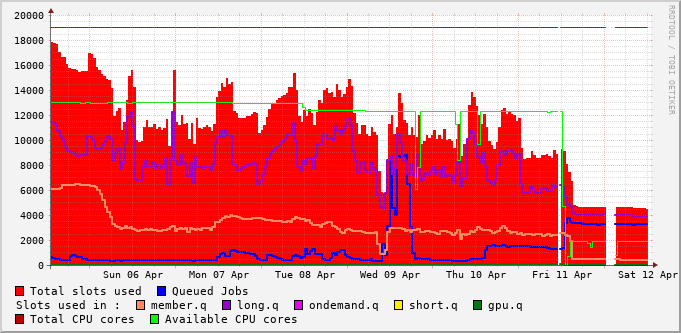 20000
18000
16000
14000
12000
10000
8000
6000
4000
2000
0
Sun 06 Apr Mon 07 Apr Tue 08 Apr Wed 09 Apr Thu 10 Apr Fri 11 Apr Sat 12 Apr
Total slots used Queued Jobs
Slots used in : member.q long.q ondemand.q short.q gpu.q
Total CPU cores Available CPU cores
RRDTOOL / TOBI OETIKER